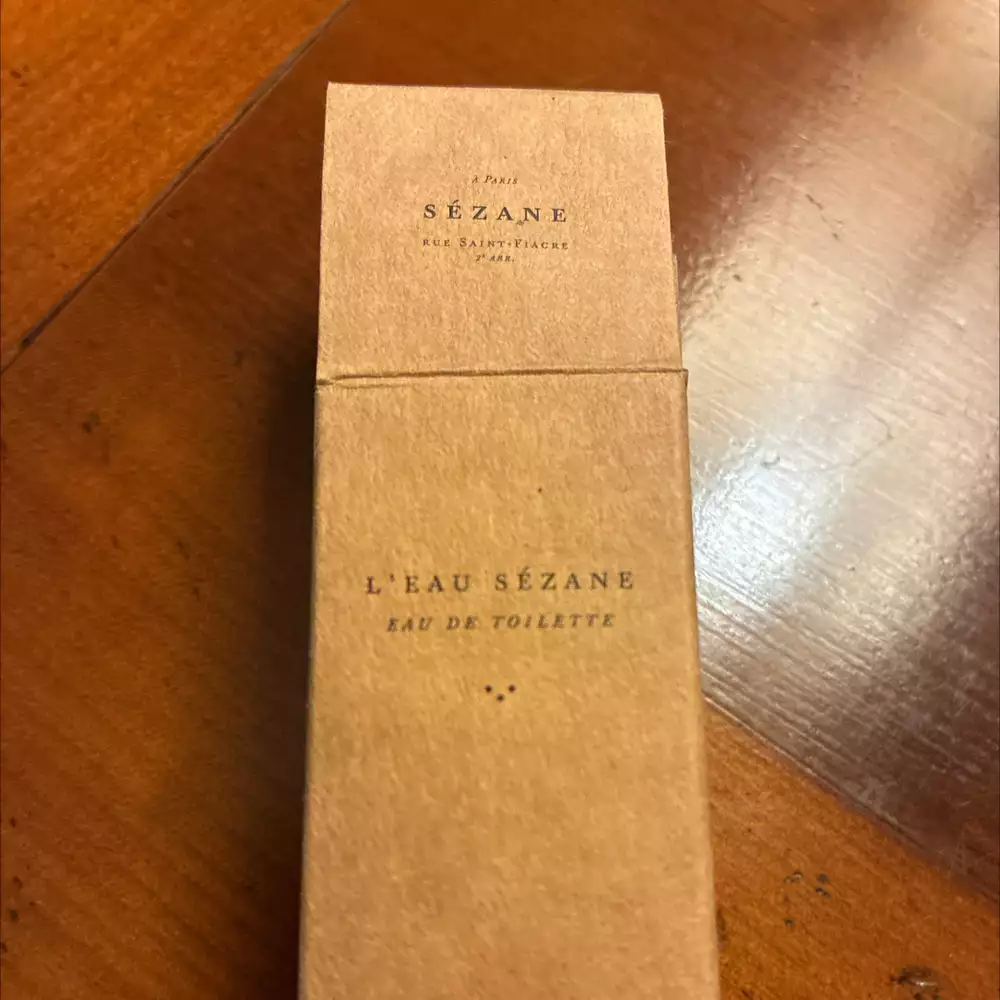 À PARIS
SÉZANE
RUE SAINT-FIACRE
2e ARR.
L'EAU SÉZANE
EAU DE TOILETTE